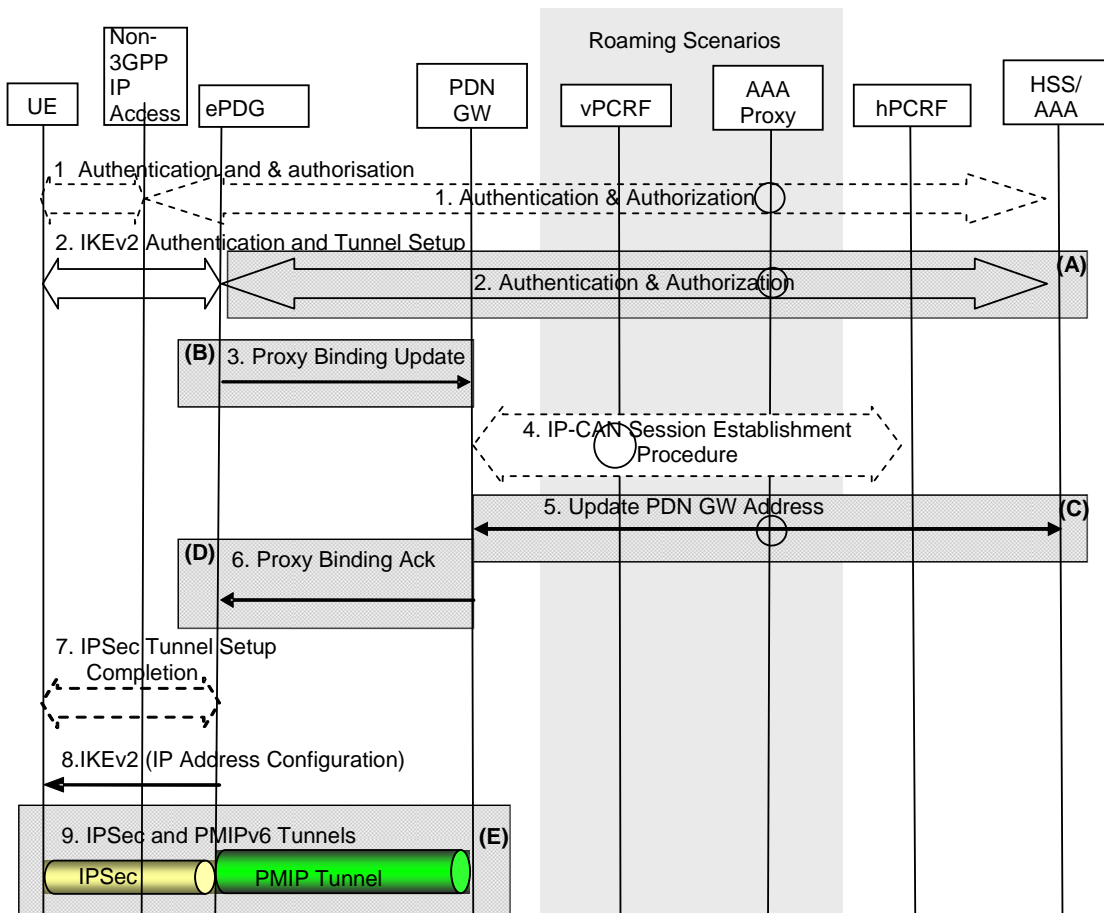 Roaming Scenarios
Non-
3GPP
IP
Access
UE
ePDG
PDN
GW
vPCRF
AAA
Proxy
hPCRF
HSS/
AAA
1 Authentication and & authorisation
1. Authentication & Authorization
2. IKEv2 Authentication and Tunnel Setup
(A)
2. Authentication & Authorization
(B)
3. Proxy Binding Update
4. IP-CAN Session Establishment
Procedure
5. Update PDN GW Address
(C)
(D)
6. Proxy Binding Ack
7. IPSec Tunnel Setup
Completion
8.IKEv2 (IP Address Configuration)
9. IPSec and PMIPv6 Tunnels
(E)
IPSec
PMIP Tunnel